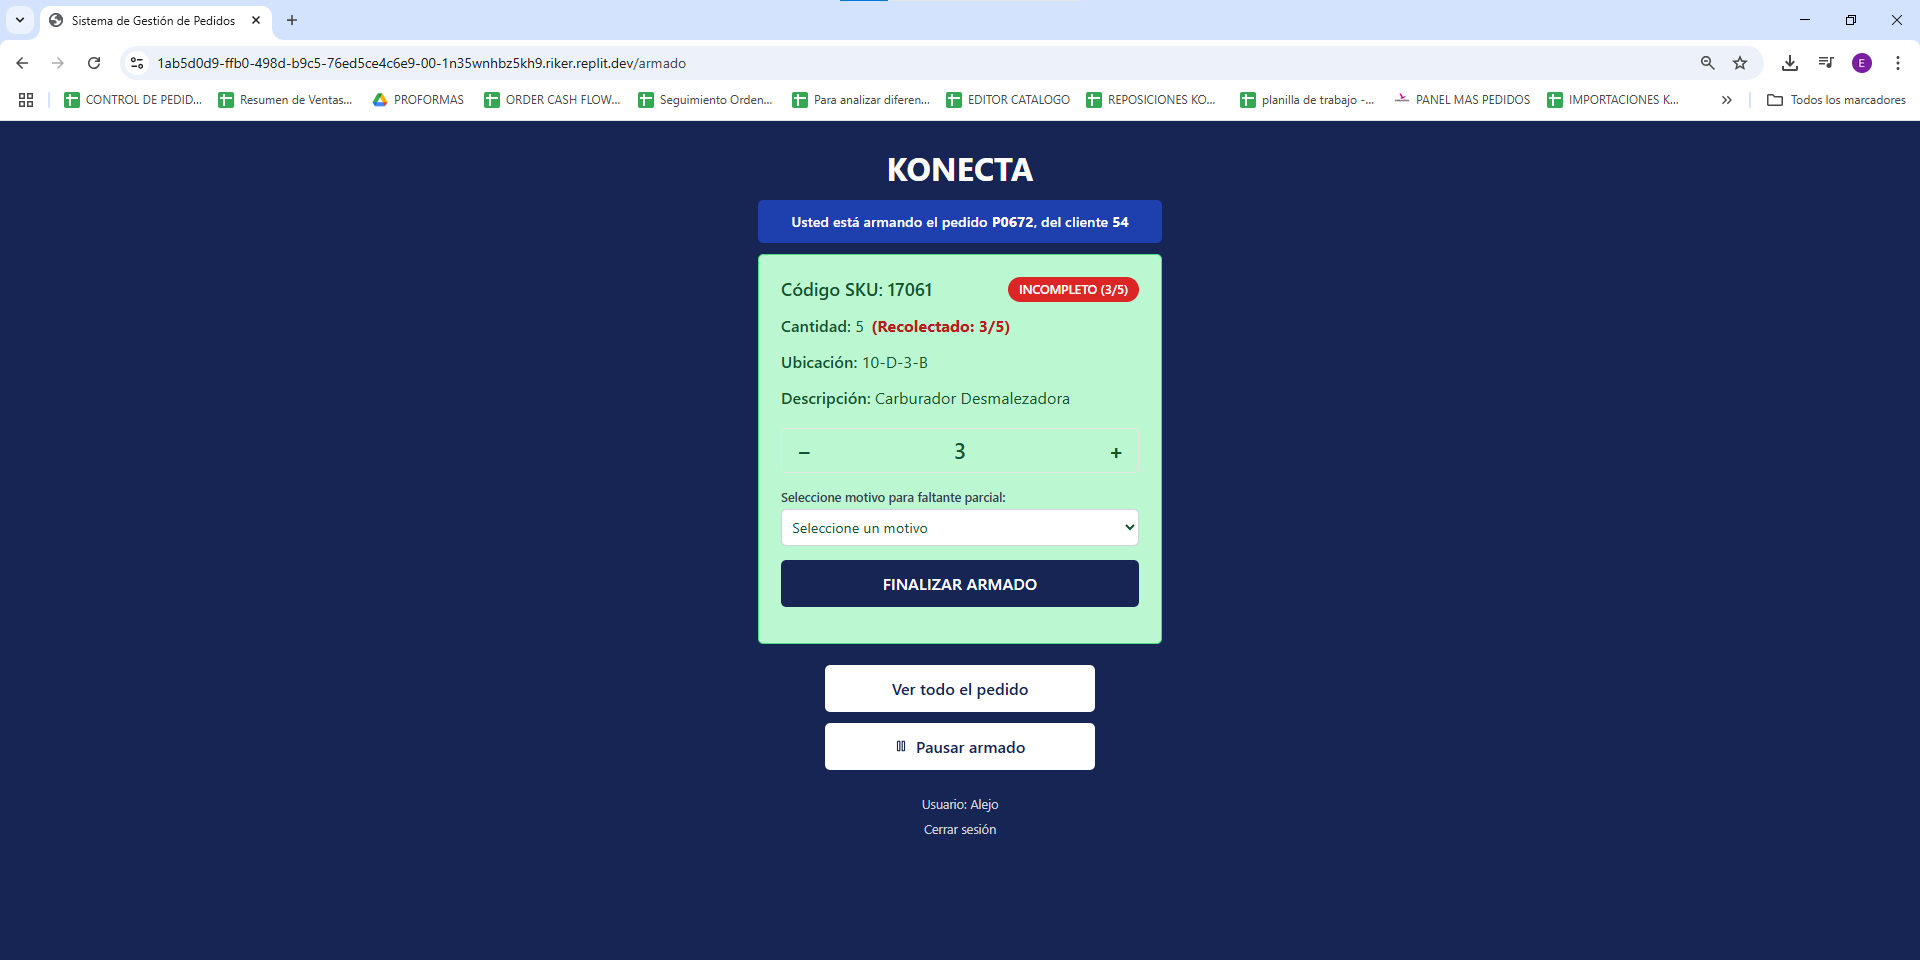 Sistema de Gestión de Pedidos
1ab5d0d9-ffb0-498d-b9c5-76ed5ce4c6e9-00-1n35wnhbz5kh9.riker.replit.dev/armado
E
CONTROL DE PEDID...
Resumen de Ventas...
PROFORMAS
ORDER CASH FLOW...
Seguimiento Orden...
Para analizar diferen...
EDITOR CATALOGO
REPOSICIONES KO...
planilla de trabajo -...
PANEL MAS PEDIDOS
IMPORTACIONES K...
Todos los marcadores
KONECTA
Usted está armando el pedido P0672, del cliente 54
Código SKU: 17061
INCOMPLETO (3/5)
Cantidad: 5 (Recolectado: 3/5)
Ubicación: 10-D-3-B
Descripción: Carburador Desmalezadora
− 3 +
Seleccione motivo para faltante parcial:
Seleccione un motivo
FINALIZAR ARMADO
Ver todo el pedido
Pausar armado
Usuario: Alejo
Cerrar sesión